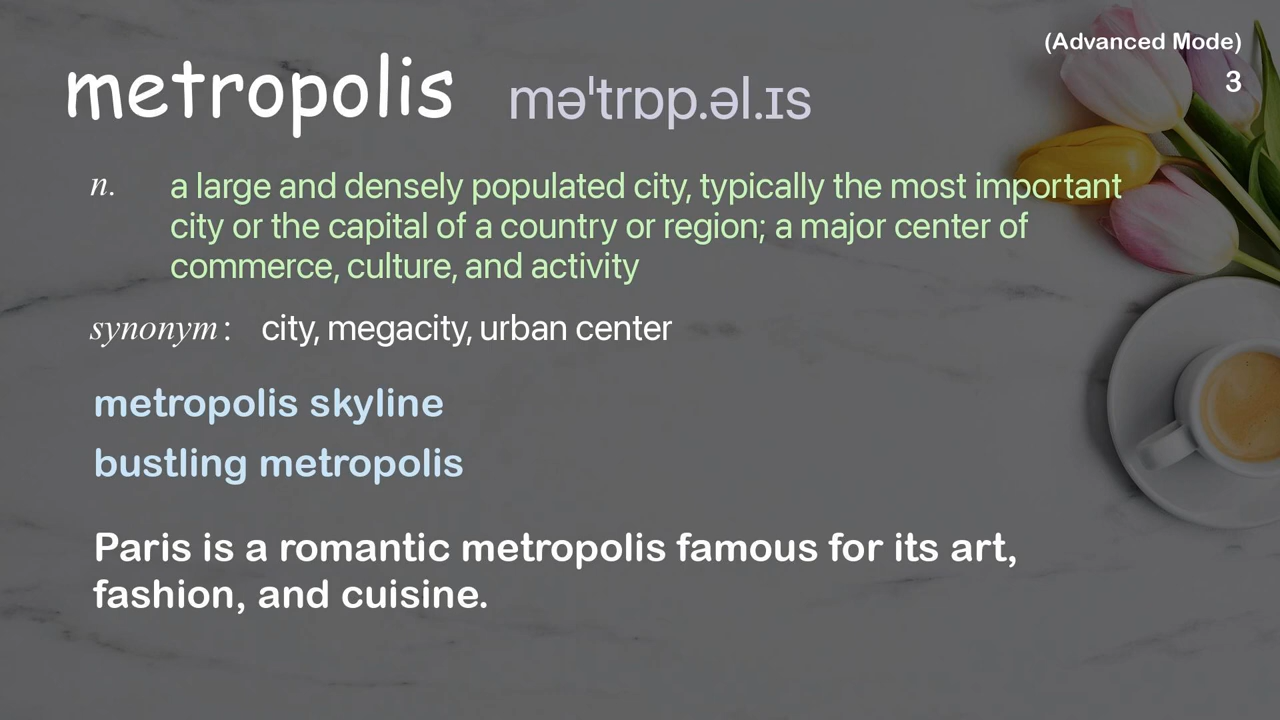 (Advanced Mode)
3
metropolis məˈtrɒp.əl.ɪs
n. a large and densely populated city, typically the most important
city or the capital of a country or region; a major center of
commerce, culture, and activity
synonym: city, megacity, urban center
metropolis skyline
bustling metropolis
Paris is a romantic metropolis famous for its art,
fashion, and cuisine.